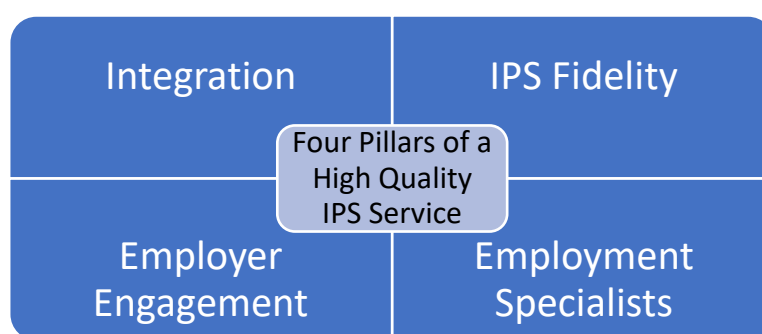 Integration
IPS Fidelity
Four Pillars of a
High Quality
IPS Service
Employer
Engagement
Employment
Specialists